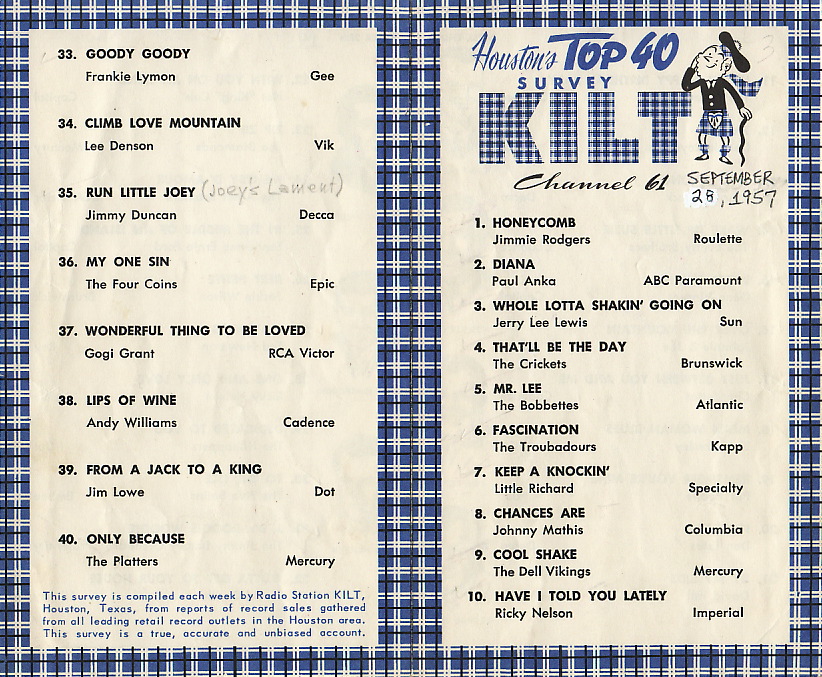 33. GOODY GOODY
Frankie Lymon Gee
34. CLIMB LOVE MOUNTAIN
Lee Denson Vik
35. RUN LITTLE JOEY (Joey's Lament)
Jimmy Duncan Decca
36. MY ONE SIN
The Four Coins Epic
37. WONDERFUL THING TO BE LOVED
Gogi Grant RCA Victor
38. LIPS OF WINE
Andy Williams Cadence
39. FROM A JACK TO A KING
Jim Lowe Dot
40. ONLY BECAUSE
The Platters Mercury
This survey is compiled each week by Radio Station KILT,
Houston, Texas, from reports of record sales gathered
from all leading retail record outlets in the Houston area.
This survey is a true, accurate and unbiased account.
Houston's TOP 40
SURVEY
KILT
Channel 61
SEPTEMBER
28, 1957
3
1. HONEYCOMB
Jimmie Rodgers Roulette
2. DIANA
Paul Anka ABC Paramount
3. WHOLE LOTTA SHAKIN' GOING ON
Jerry Lee Lewis Sun
4. THAT'LL BE THE DAY
The Crickets Brunswick
5. MR. LEE
The Bobbettes Atlantic
6. FASCINATION
The Troubadours Kapp
7. KEEP A KNOCKIN'
Little Richard Specialty
8. CHANCES ARE
Johnny Mathis Columbia
9. COOL SHAKE
The Dell Vikings Mercury
10. HAVE I TOLD YOU LATELY
Ricky Nelson Imperial